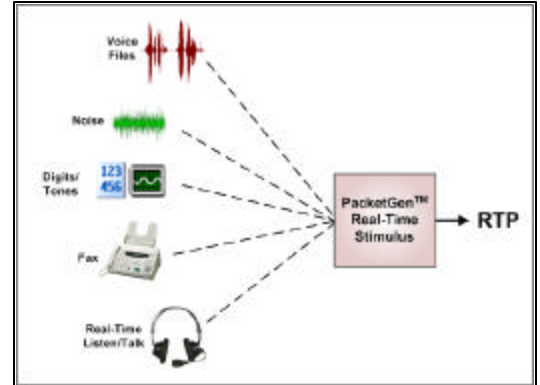 Voice
Files
Noise
Digits/
Tones
123
456
Fax
Real-Time
Listen/Talk
PacketGen™
Real-Time
Stimulus
RTP